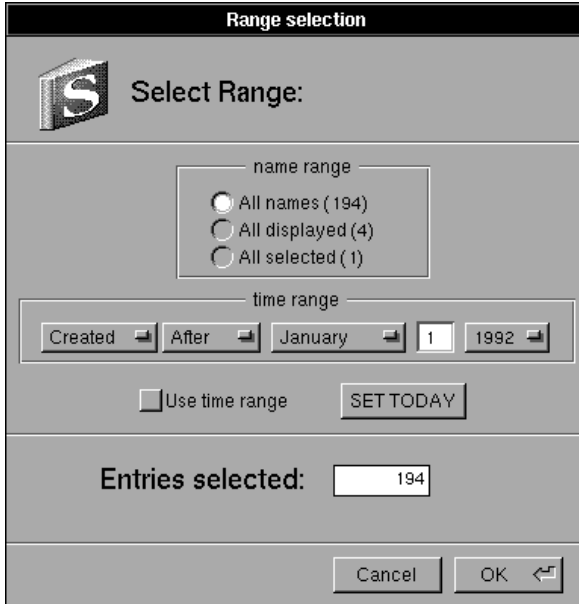 Range selection
S
Select Range:
name range
All names (194)
All displayed (4)
All selected (1)
time range
Created After January 1 1992
Use time range SET TODAY
Entries selected: 194
Cancel OK